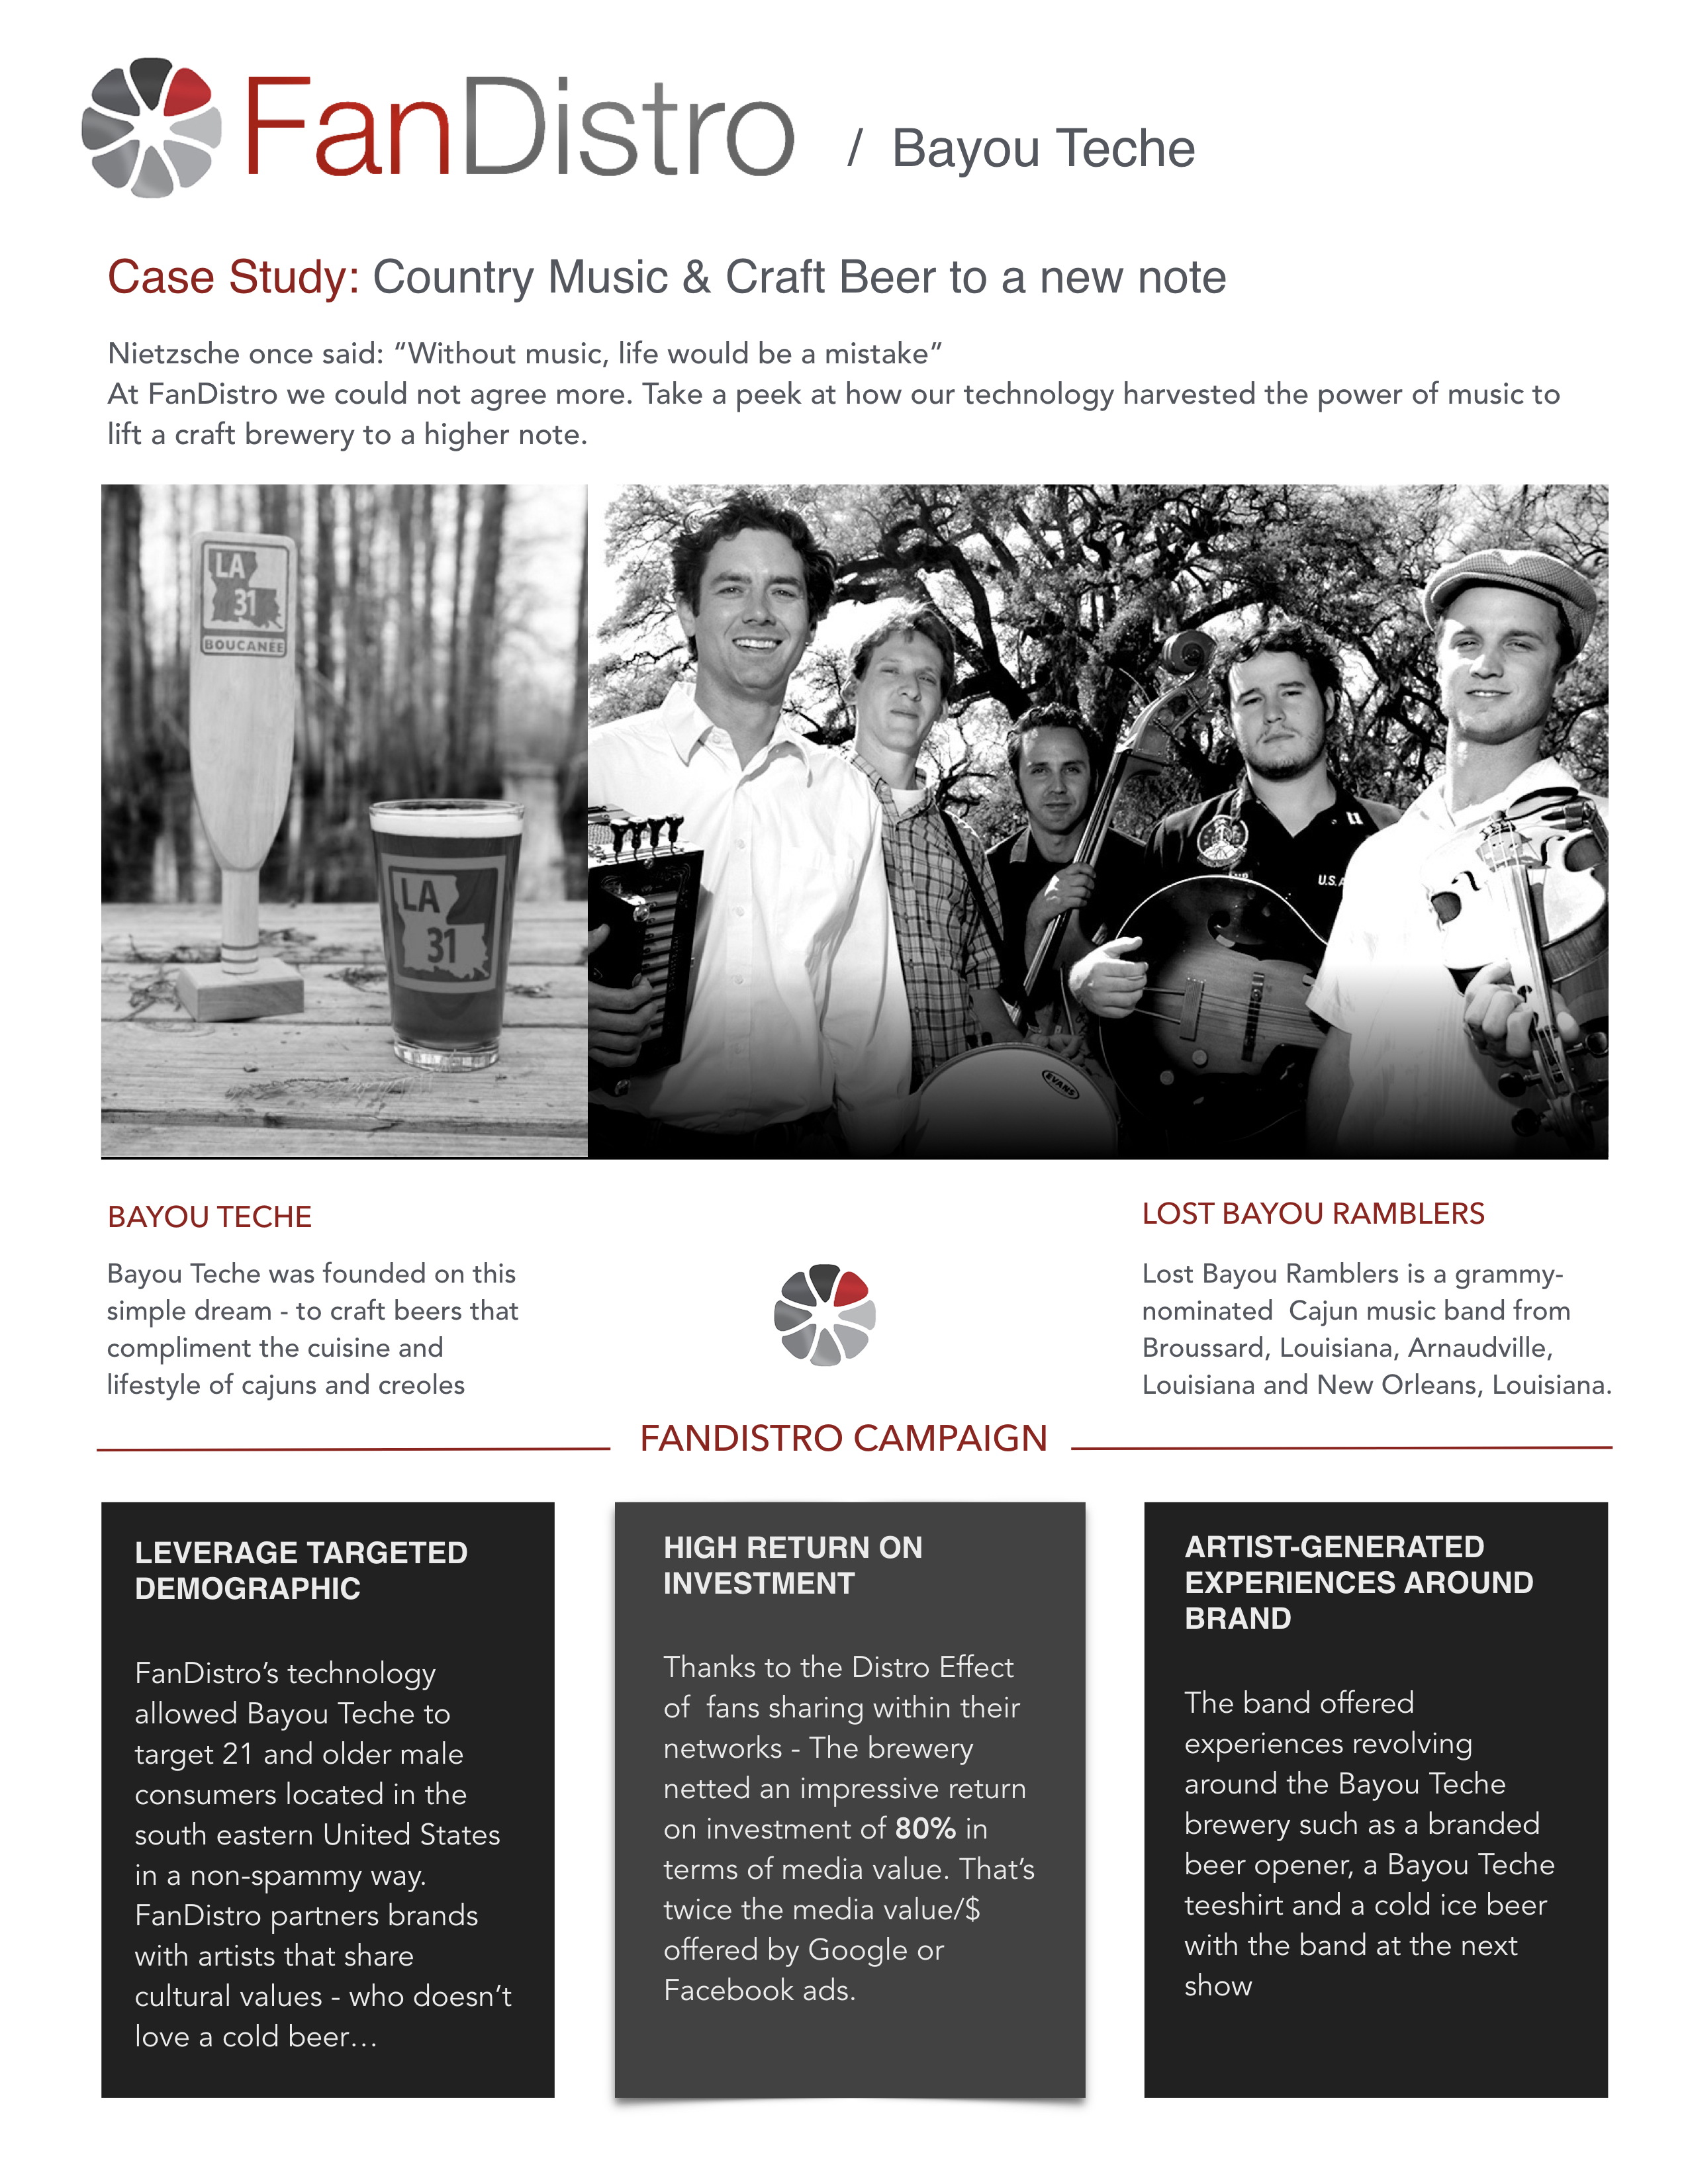 FanDistro / Bayou Teche
Case Study: Country Music & Craft Beer to a new note
Nietzsche once said: “Without music, life would be a mistake”
At FanDistro we could not agree more. Take a peek at how our technology harvested the power of music to
lift a craft brewery to a higher note.
LA
31
BOUCANÉE
LA
31
U.S.A
EVANS
BAYOU TECHE
Bayou Teche was founded on this
simple dream - to craft beers that
compliment the cuisine and
lifestyle of cajuns and creoles
LOST BAYOU RAMBLERS
Lost Bayou Ramblers is a grammy-
nominated  Cajun music band from
Broussard, Louisiana, Arnaudville,
Louisiana and New Orleans, Louisiana.
FANDISTRO CAMPAIGN
LEVERAGE TARGETED
DEMOGRAPHIC
FanDistro’s technology
allowed Bayou Teche to
target 21 and older male
consumers located in the
south eastern United States
in a non-spammy way.
FanDistro partners brands
with artists that share
cultural values - who doesn’t
love a cold beer…
HIGH RETURN ON
INVESTMENT
Thanks to the Distro Effect
of  fans sharing within their
networks - The brewery
netted an impressive return
on investment of 80% in
terms of media value. That’s
twice the media value/$
offered by Google or
Facebook ads.
ARTIST-GENERATED
EXPERIENCES AROUND
BRAND
The band offered
experiences revolving
around the Bayou Teche
brewery such as a branded
beer opener, a Bayou Teche
teeshirt and a cold ice beer
with the band at the next
show